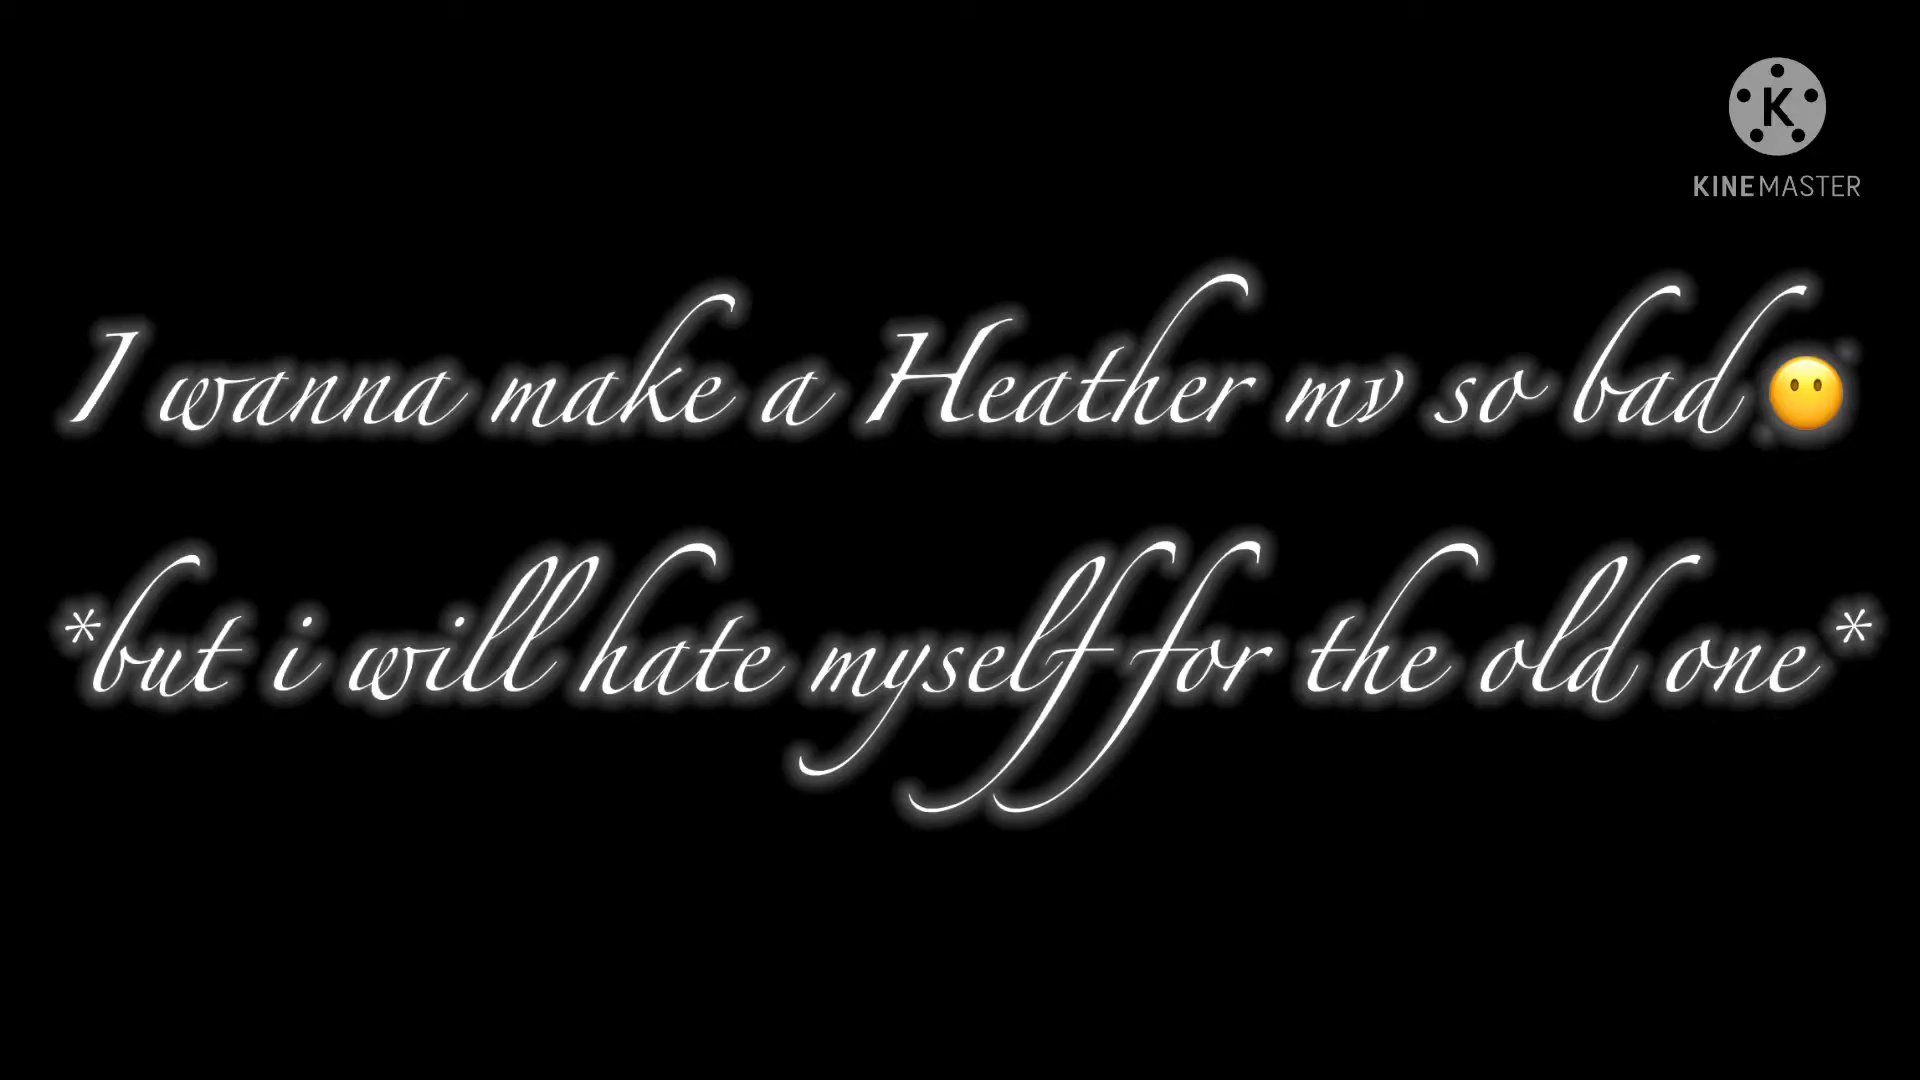 K
KINEMASTER
I wanna make a Heather mv so bad 😶
*but i will hate myself for the old one*